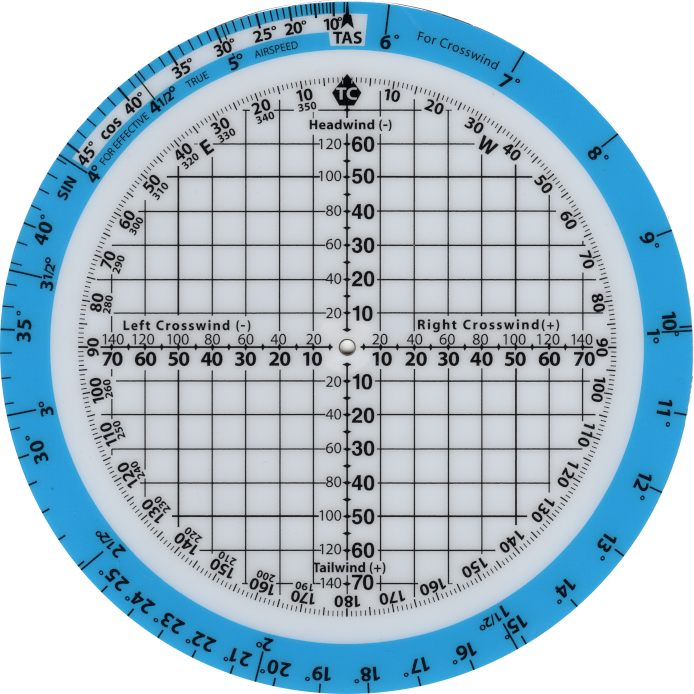 10° 20° 25° 30° 35° 40° 45° COS
TAS
FOR EFFECTIVE TRUE AIRSPEED
For Crosswind
5° 4½° 4° 3½° 3° 2½° 2° 1½° 1°
SIN
6° 7° 8° 9° 10° 11° 12° 13° 14° 15° 16° 17° 18° 19° 20° 21° 22° 23° 24° 25° 30° 35° 40°
TC
10 20 30 W 40 50 60 70 80 90 100 110 120 130 140 150 160 170 180
10 20 30 E 40 50 60 70 80 90 100 110 120 130 140 150 160 170
350 340 330 320 310 300 290 280 260 250 240 230 220 210 200 190
Headwind (-)
120 60
100 50
80 40
60 30
40 20
20 10
Left Crosswind (-) Right Crosswind(+)
140 120 100 80 60 40 20 20 40 60 80 100 120 140
70 60 50 40 30 20 10 10 20 30 40 50 60 70
20 10
40 20
60 30
80 40
100 50
120 60
Tailwind (+)
140 70